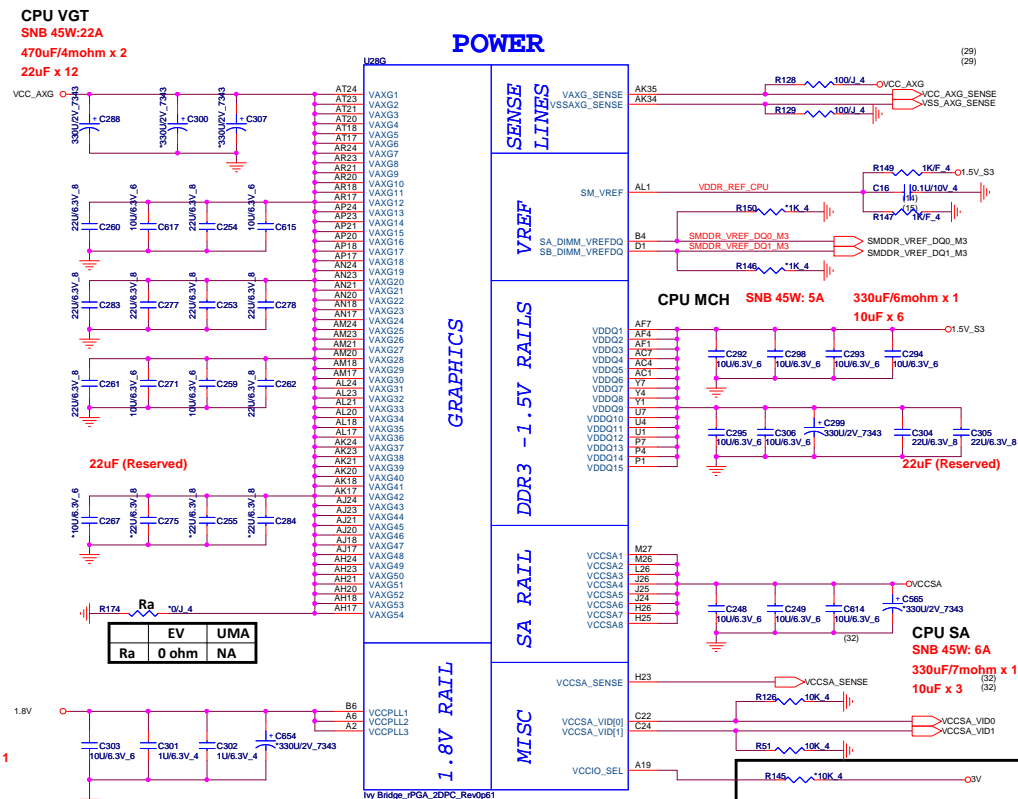 CPU VGT
SNB 45W:22A
470uF/4mohm x 2
22uF x 12
POWER
U28G
VCC_AXG
330U/2V_7343
+ C288
*330U/2V_7343
+ C300
*330U/2V_7343
+ C307
22U/6.3V_8
C260
10U/6.3V_6
C617
22U/6.3V_8
C254
10U/6.3V_6
C615
22U/6.3V_8
C283
22U/6.3V_8
C277
22U/6.3V_8
C253
22U/6.3V_8
C278
22U/6.3V_8
C261
10U/6.3V_6
C271
10U/6.3V_6
C259
22U/6.3V_8
C262
22uF (Reserved)
*10U/6.3V_6
C267
*22U/6.3V_8
C275
*22U/6.3V_8
C255
*22U/6.3V_8
C284
R174
Ra
*0/J_4
EV UMA
Ra 0 ohm NA
1.8V
C303
10U/6.3V_6
C301
1U/6.3V_4
C302
1U/6.3V_4
+ C654
*330U/2V_7343
1
AT24 VAXG1
AT23 VAXG2
AT21 VAXG3
AT20 VAXG4
AT18 VAXG5
AT17 VAXG6
AR24 VAXG7
AR23 VAXG8
AR21 VAXG9
AR20 VAXG10
AR18 VAXG11
AR17 VAXG12
AP24 VAXG13
AP23 VAXG14
AP21 VAXG15
AP20 VAXG16
AP18 VAXG17
AP17 VAXG18
AN24 VAXG19
AN23 VAXG20
AN21 VAXG21
AN20 VAXG22
AN18 VAXG23
AN17 VAXG24
AM24 VAXG25
AM23 VAXG26
AM21 VAXG27
AM20 VAXG28
AM18 VAXG29
AM17 VAXG30
AL24 VAXG31
AL23 VAXG32
AL21 VAXG33
AL20 VAXG34
AL18 VAXG35
AL17 VAXG36
AK24 VAXG37
AK23 VAXG38
AK21 VAXG39
AK20 VAXG40
AK18 VAXG41
AK17 VAXG42
AJ24 VAXG43
AJ23 VAXG44
AJ21 VAXG45
AJ20 VAXG46
AJ18 VAXG47
AJ17 VAXG48
AH24 VAXG49
AH23 VAXG50
AH21 VAXG51
AH20 VAXG52
AH18 VAXG53
AH17 VAXG54
B6 VCCPLL1
A6 VCCPLL2
A2 VCCPLL3
GRAPHICS
1.8V RAIL
SENSE
LINES
VREF
DDR3 -1.5V RAILS
SA RAIL
MISC
Ivy Bridge_rPGA_2DPC_Rev0p61
VAXG_SENSE AK35
VSSAXG_SENSE AK34
R128 100/J_4 VCC_AXG
VCC_AXG_SENSE
VSS_AXG_SENSE
R129 100/J_4
(29)
(29)
SM_VREF AL1 VDDR_REF_CPU
R149 1K/F_4 1.5V_S3
C16 0.1U/10V_4
(14)
(15)
R147 1K/F_4
R150 *1K_4
SA_DIMM_VREFDQ B4 SMDDR_VREF_DQ0_M3 SMDDR_VREF_DQ0_M3
SB_DIMM_VREFDQ D1 SMDDR_VREF_DQ1_M3 SMDDR_VREF_DQ1_M3
R146 *1K_4
CPU MCH SNB 45W: 5A 330uF/6mohm x 1
10uF x 6
VDDQ1 AF7
VDDQ2 AF4
VDDQ3 AF1
VDDQ4 AC7
VDDQ5 AC4
VDDQ6 AC1
VDDQ7 Y7
VDDQ8 Y4
VDDQ9 Y1
VDDQ10 U7
VDDQ11 U4
VDDQ12 U1
VDDQ13 P7
VDDQ14 P4
VDDQ15 P1
1.5V_S3
C292
10U/6.3V_6
C298
10U/6.3V_6
C293
10U/6.3V_6
C294
10U/6.3V_6
C295
10U/6.3V_6
C306
10U/6.3V_6
+C299
330U/2V_7343
C304
22U/6.3V_8
C305
22U/6.3V_8
22uF (Reserved)
VCCSA1 M27
VCCSA2 M26
VCCSA3 L26
VCCSA4 J26
VCCSA5 J25
VCCSA6 J24
VCCSA7 H26
VCCSA8 H25
VCCSA
C248
10U/6.3V_6
C249
10U/6.3V_6
C614
10U/6.3V_6
+ C565
*330U/2V_7343
(32)
CPU SA
SNB 45W: 6A
330uF/7mohm x 1
10uF x 3
(32)
(32)
VCCSA_SENSE H23 VCCSA_SENSE
R126 10K_4
VCCSA_VID[0] C22 VCCSA_VID0
VCCSA_VID[1] C24 VCCSA_VID1
R51 10K_4
VCCIO_SEL A19
R145 *10K_4 3V